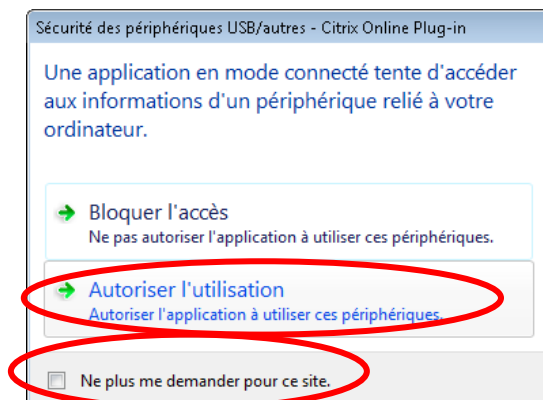 Sécurité des périphériques USB/autres - Citrix Online Plug-in
Une application en mode connecté tente d'accéder
aux informations d'un périphérique relié à votre
ordinateur.
Bloquer l'accès
Ne pas autoriser l'application à utiliser ces périphériques.
Autoriser l'utilisation
Autoriser l'application à utiliser ces périphériques.
Ne plus me demander pour ce site.